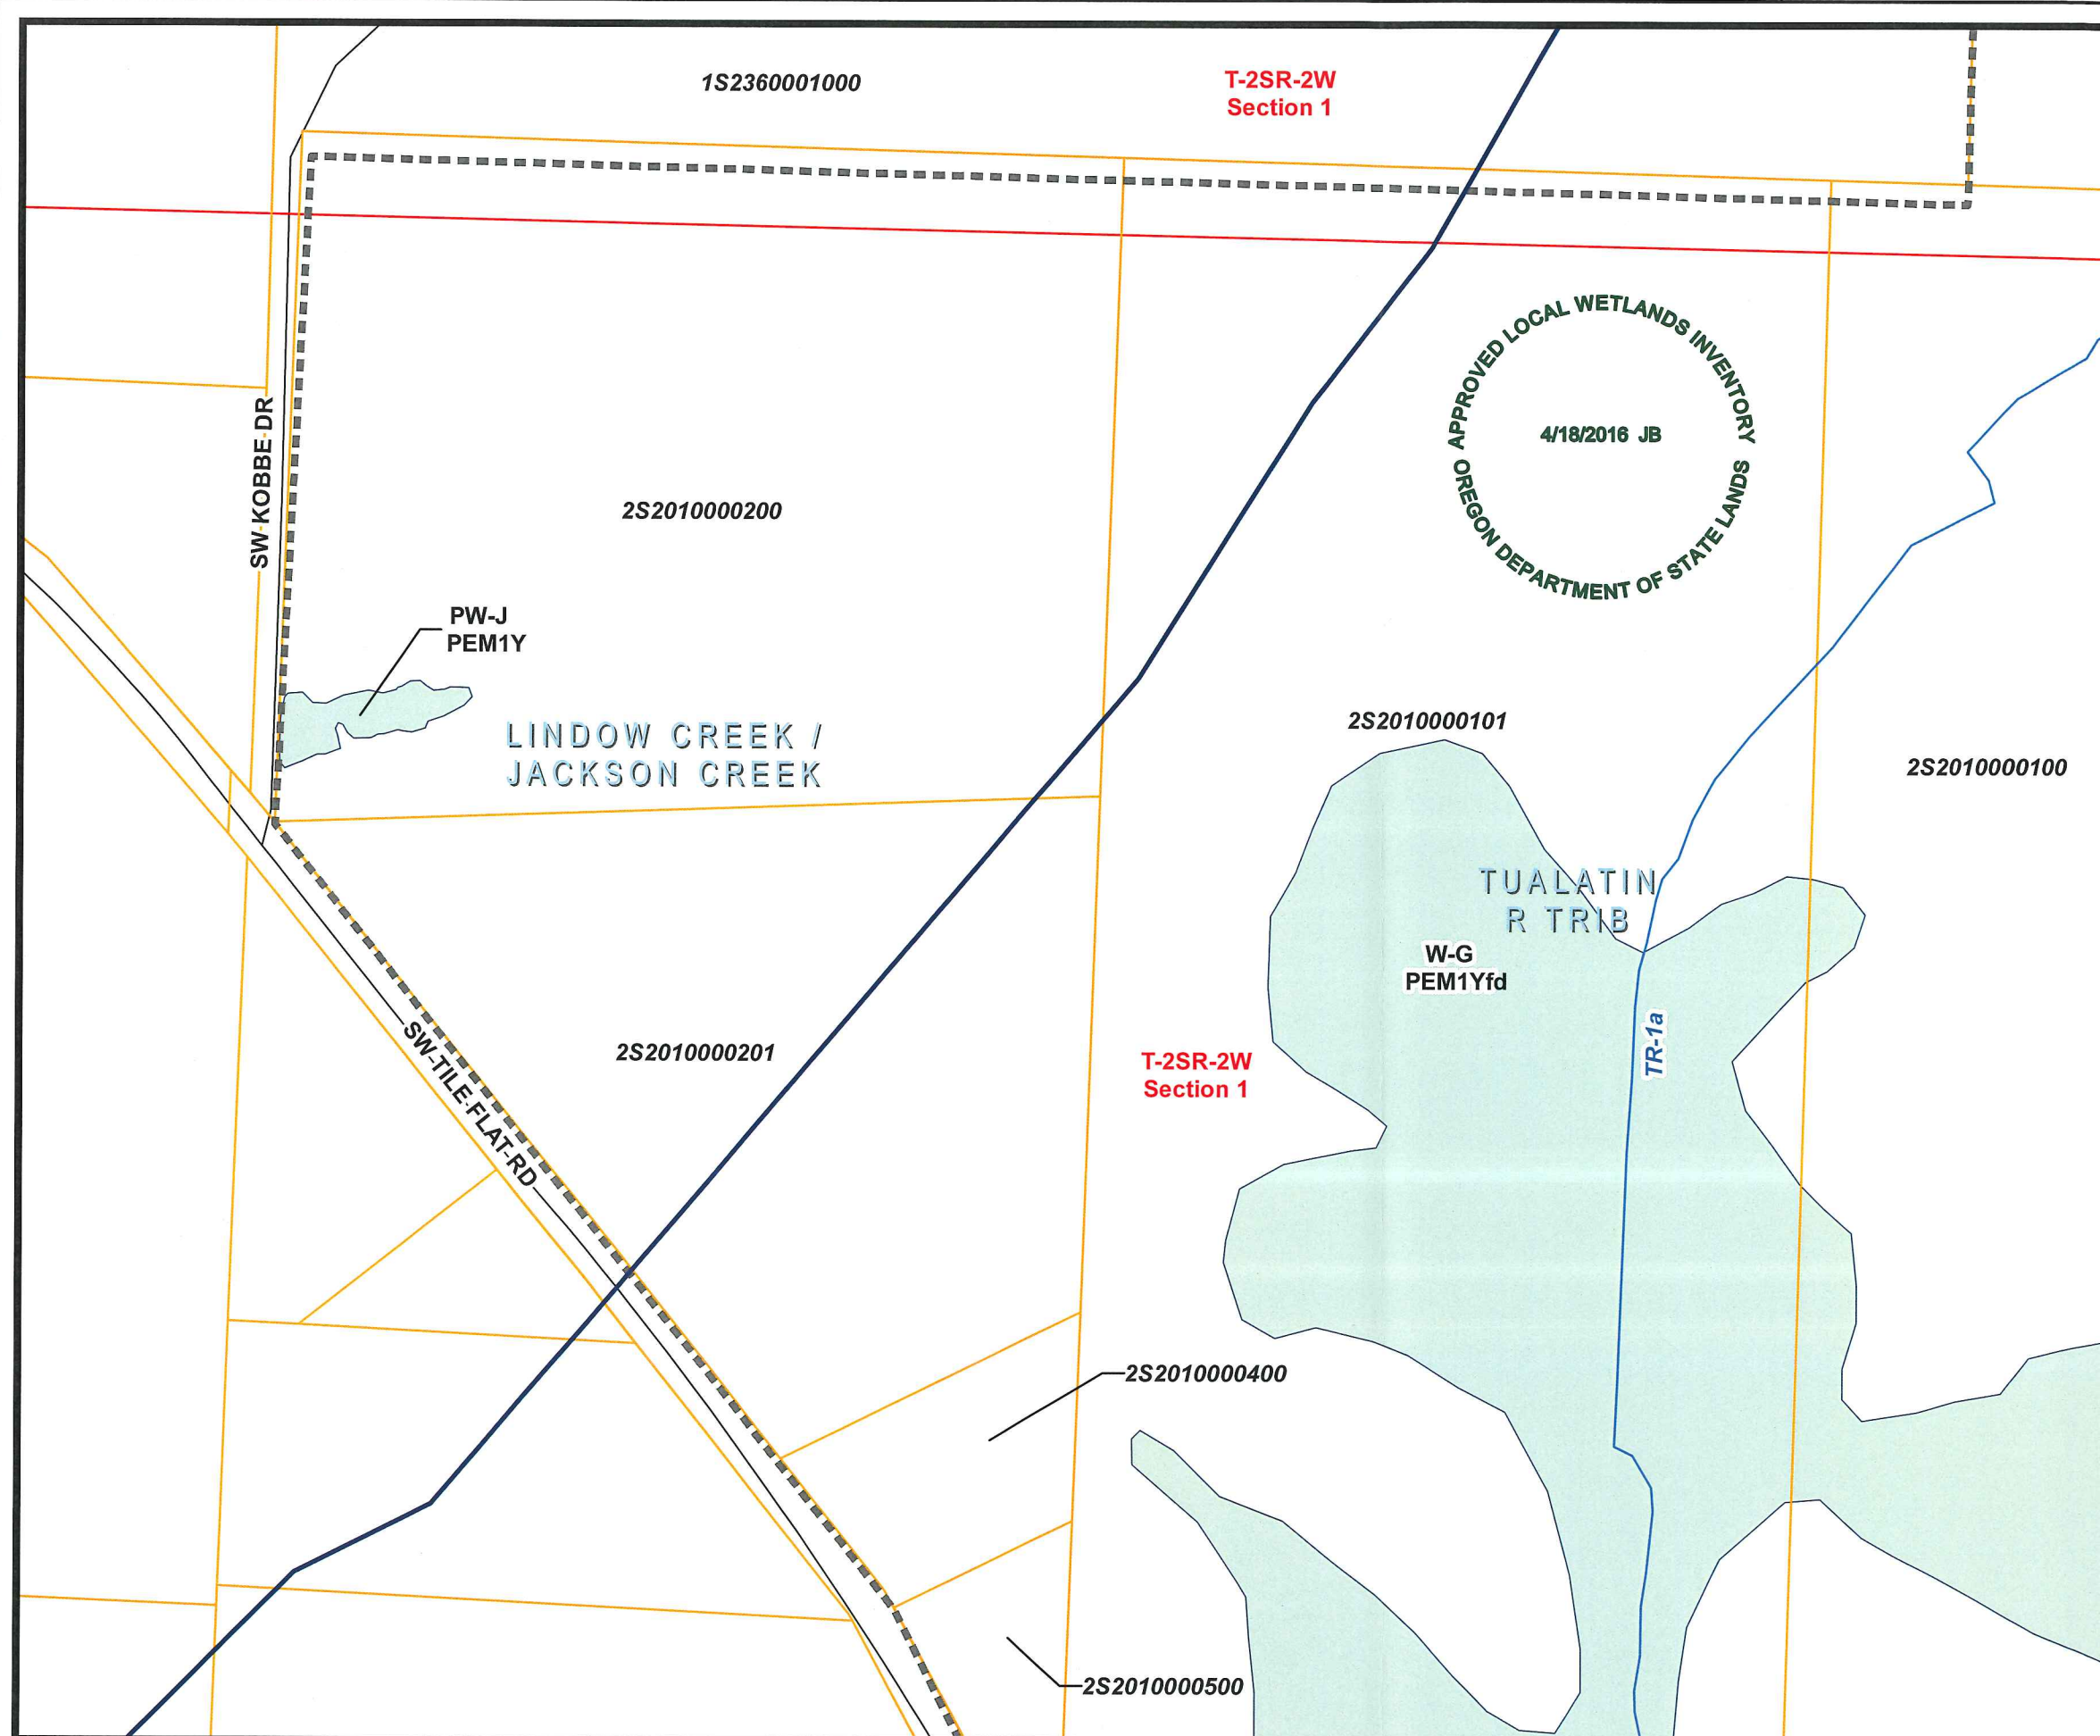 1S2360001000
T-2SR-2W
Section 1
APPROVED LOCAL WETLANDS INVENTORY
4/18/2016 JB
OREGON DEPARTMENT OF STATE LANDS
SW KOBBE DR
2S2010000200
PW-J
PEM1Y
LINDOW CREEK /
JACKSON CREEK
2S2010000101
2S2010000100
TUALATIN
R TRIB
W-G
PEM1Yfd
TR-1a
SW TILE FLAT RD
2S2010000201
T-2SR-2W
Section 1
2S2010000400
2S2010000500